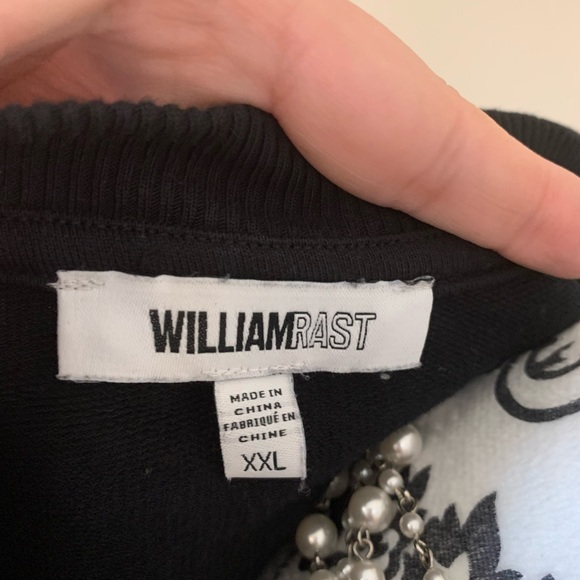 WILLIAMRAST
MADE IN
CHINA
FABRIQUÉ EN
CHINE
XXL